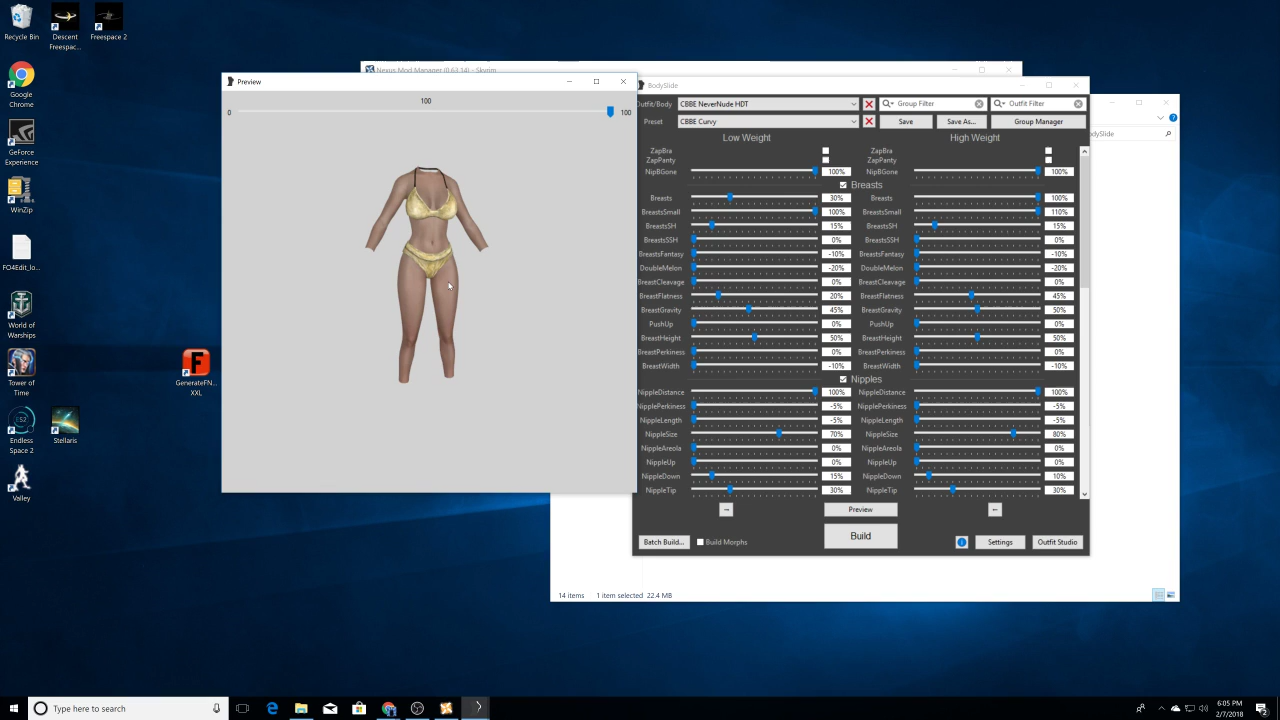 Recycle Bin
Descent Freespac...
Freespace 2
Google Chrome
GeForce Experience
WinZip
FO4Edit_lo...
World of Warships
Tower of Time
GenerateFN... XXL
Endless Space 2
Stellaris
Valley
Nexus Mod Manager (0.63.14) - Skyrim
Preview
100
0
100
BodySlide
Outfit/Body CBBE NeverNude HDT Group Filter Outfit Filter
Preset CBBE Curvy Save Save As... Group Manager
odySlide
Low Weight High Weight
ZapBra ZapBra
ZapPanty ZapPanty
NipBGone 100% NipBGone 100%
Breasts
Breasts 30% Breasts 100%
BreastsSmall 100% BreastsSmall 110%
BreastsSH 15% BreastsSH 15%
BreastsSSH 0% BreastsSSH 0%
BreastsFantasy -10% BreastsFantasy -10%
DoubleMelon -20% DoubleMelon -20%
BreastCleavage 0% BreastCleavage 0%
BreastFlatness 20% BreastFlatness 45%
BreastGravity 45% BreastGravity 50%
PushUp 0% PushUp 0%
BreastHeight 50% BreastHeight 50%
BreastPerkiness 0% BreastPerkiness 0%
BreastWidth -10% BreastWidth -10%
Nipples
NippleDistance 100% NippleDistance 100%
NipplePerkiness -5% NipplePerkiness -5%
NippleLength -5% NippleLength -5%
NippleSize 70% NippleSize 80%
NippleAreola 0% NippleAreola 0%
NippleUp 0% NippleUp 0%
NippleDown 15% NippleDown 10%
NippleTip 30% NippleTip 30%
→ Preview ←
Build
Batch Build... Build Morphs Settings Outfit Studio
14 items 1 item selected 22.4 MB
Type here to search
6:05 PM
2/7/2018